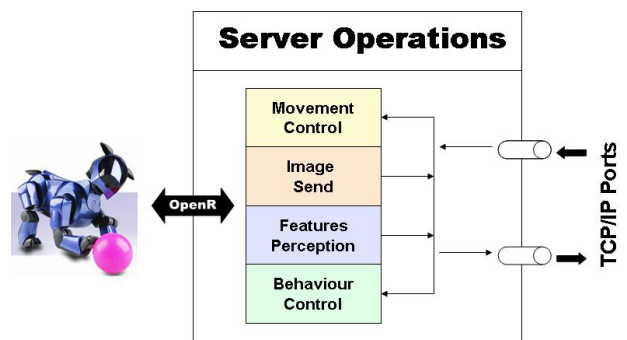 Server Operations
Movement
Control
Image
Send
OpenR
Features
Perception
Behaviour
Control
TCP/IP Ports